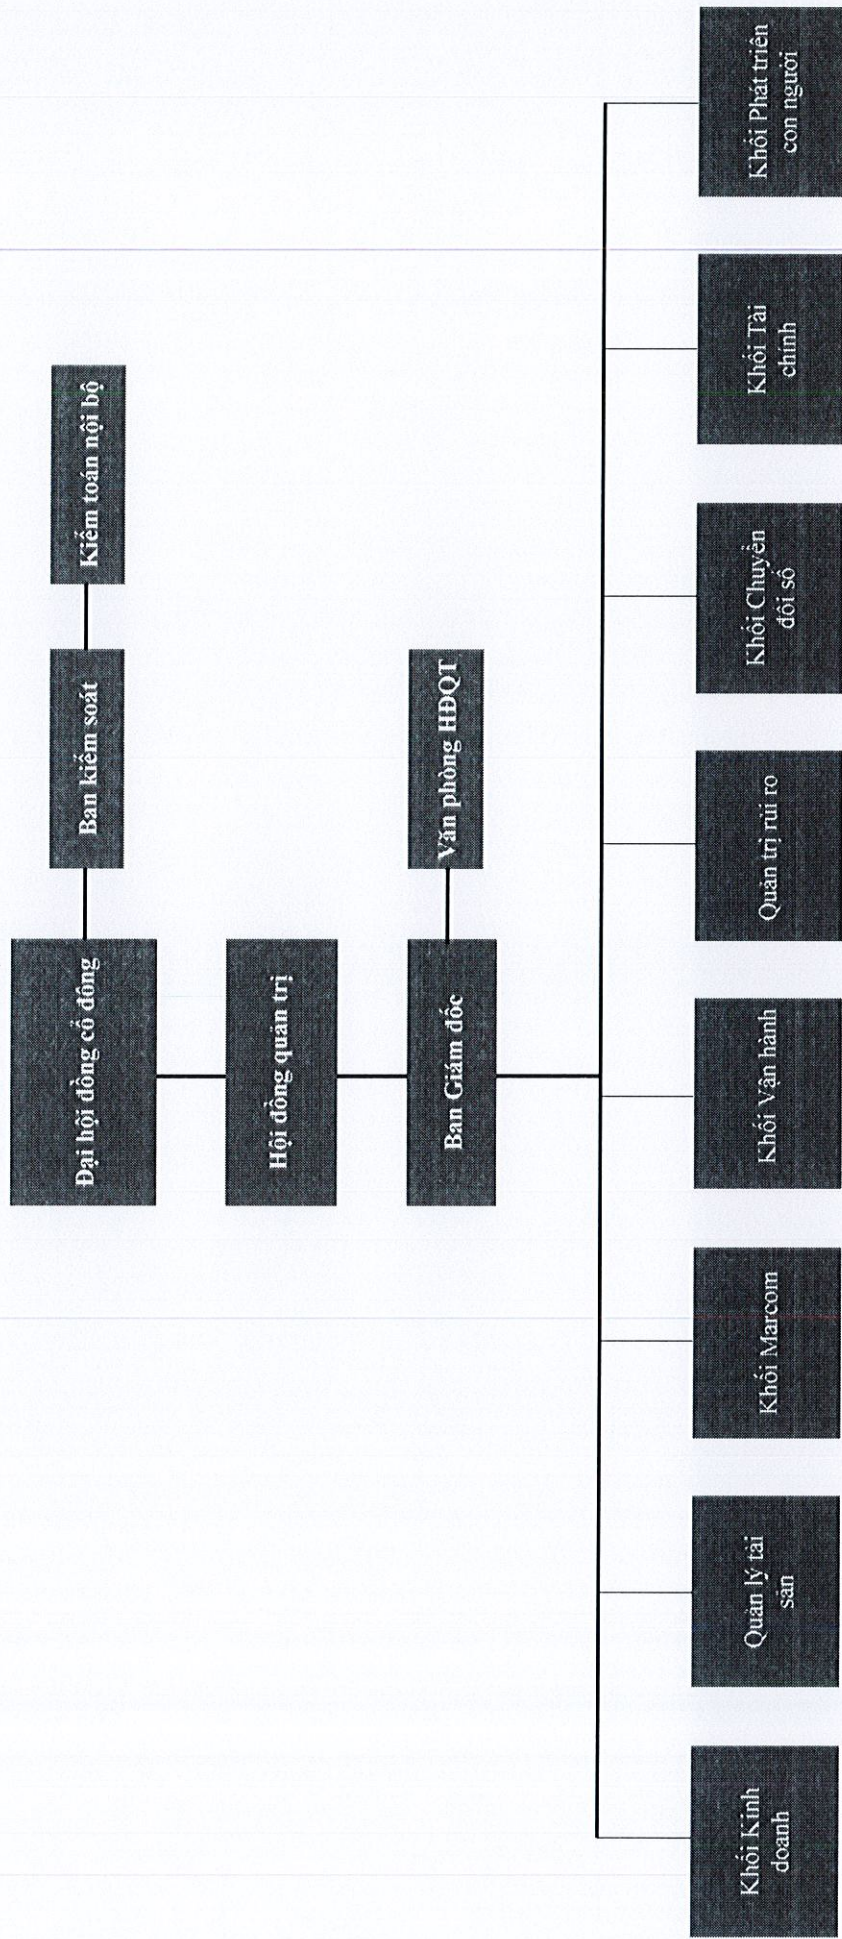 Đại hội đồng cổ đông
Ban kiểm soát
Kiểm toán nội bộ
Hội đồng quản trị
Ban Giám đốc
Văn phòng HĐQT
Khối Kinh
doanh
Quản lý tài
sản
Khối Marcom
Khối Vận hành
Quản trị rủi ro
Khối Chuyển
đổi số
Khối Tài
chính
Khối Phát triển
con người